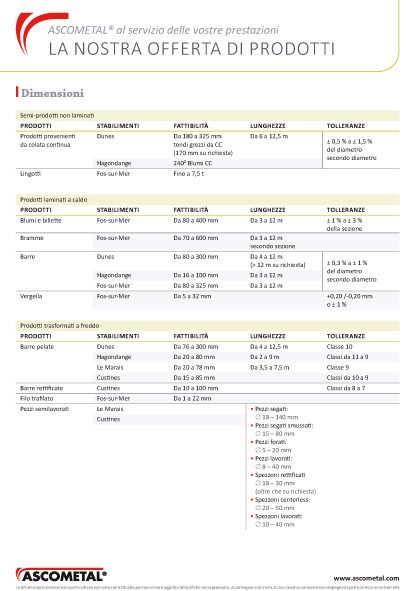 ASCOMETAL® al servizio delle vostre prestazioni
LA NOSTRA OFFERTA DI PRODOTTI
Dimensioni
Semi-prodotti non laminati
PRODOTTI STABILIMENTI FATTIBILITÀ LUNGHEZZE TOLLERANZE
Prodotti provenienti Dunes Da 180 a 325 mm Da 6 a 12,5 m
da colata continua tondi grezzi da CC ± 0,5 % a ± 1,5 %
(170 mm su richiesta) del diametro
Hagondange 240² Blumi CC secondo diametro
Lingotti Fos-sur-Mer Fino a 7,5 t
Prodotti laminati a caldo
PRODOTTI STABILIMENTI FATTIBILITÀ LUNGHEZZE TOLLERANZE
Blumi e billette Fos-sur-Mer Da 80 a 400 mm Da 3 a 12 m ± 1 % a ± 3 %
della sezione
Bramme Fos-sur-Mer Da 70 a 600 mm Da 3 a 12 m
secondo sezione
Barre Dunes Da 80 a 300 mm Da 4 a 12 m
(> 12 m su richiesta) ± 0,3 % a ± 1 %
Hagondange Da 16 a 100 mm Da 3 a 12 m del diametro
Fos-sur-Mer Da 80 a 325 mm Da 3 a 12 m secondo diametro
Vergella Fos-sur-Mer Da 5 a 32 mm +0,20 /-0,20 mm
o ± 1 %
Prodotti trasformati a freddo
PRODOTTI STABILIMENTI FATTIBILITÀ LUNGHEZZE TOLLERANZE
Barre pelate Dunes Da 76 a 300 mm Da 4 a 12,5 m Classe 10
Hagondange Da 20 a 80 mm Da 2 a 9 m Classi da 11 a 9
Le Marais Da 20 a 78 mm Da 3,5 a 7,5 m Classe 9
Custines Da 15 a 85 mm Classi da 10 a 9
Barre rettificate Custines Da 10 a 100 mm Classi da 8 a 7
Filo trafilato Fos-sur-Mer Da 1 a 22 mm
Pezzi semilavorati Le Marais • Pezzi segati:
∅ 18 – 340 mm
Custines • Pezzi segati smussati:
∅ 15 – 80 mm
• Pezzi forati:
∅ 5 – 20 mm
• Pezzi lavorati:
∅ 8 – 40 mm
• Spezzoni rettificati
∅ 18 – 30 mm
(oltre che su richiesta)
• Spezzoni centerless:
∅ 20 – 50 mm
• Spezzoni lavorati:
∅ 10 – 40 mm
ASCOMETAL®
www.ascometal.com